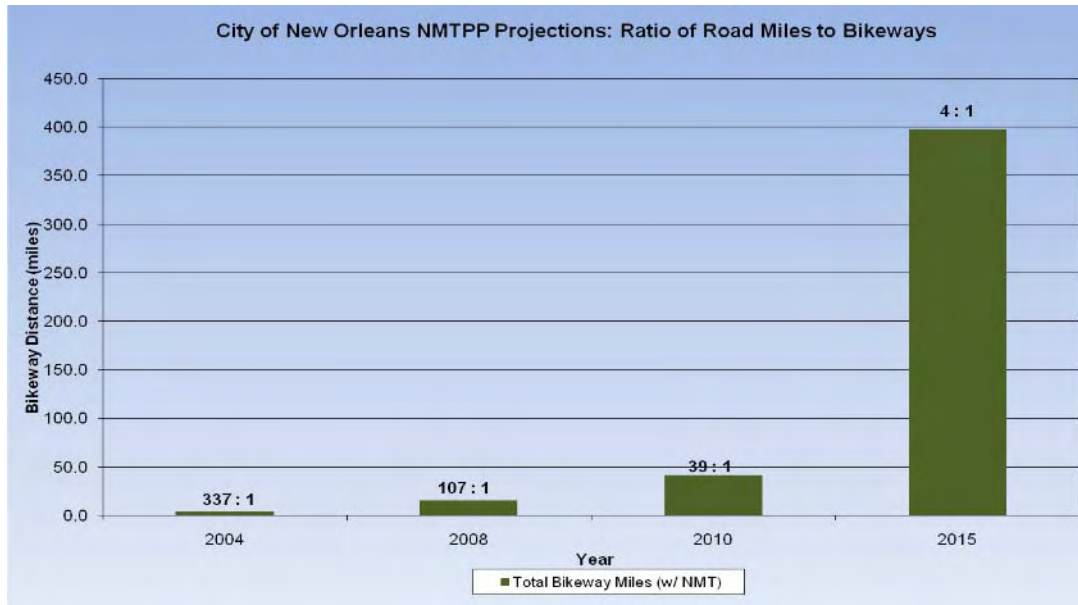 City of New Orleans NMTPP Projections: Ratio of Road Miles to Bikeways
Bikeway Distance (miles)
450.0
400.0
350.0
300.0
250.0
200.0
150.0
100.0
50.0
0.0
337 : 1
107 : 1
39 : 1
4 : 1
2004 2008 2010 2015
Year
Total Bikeway Miles (w/ NMT)